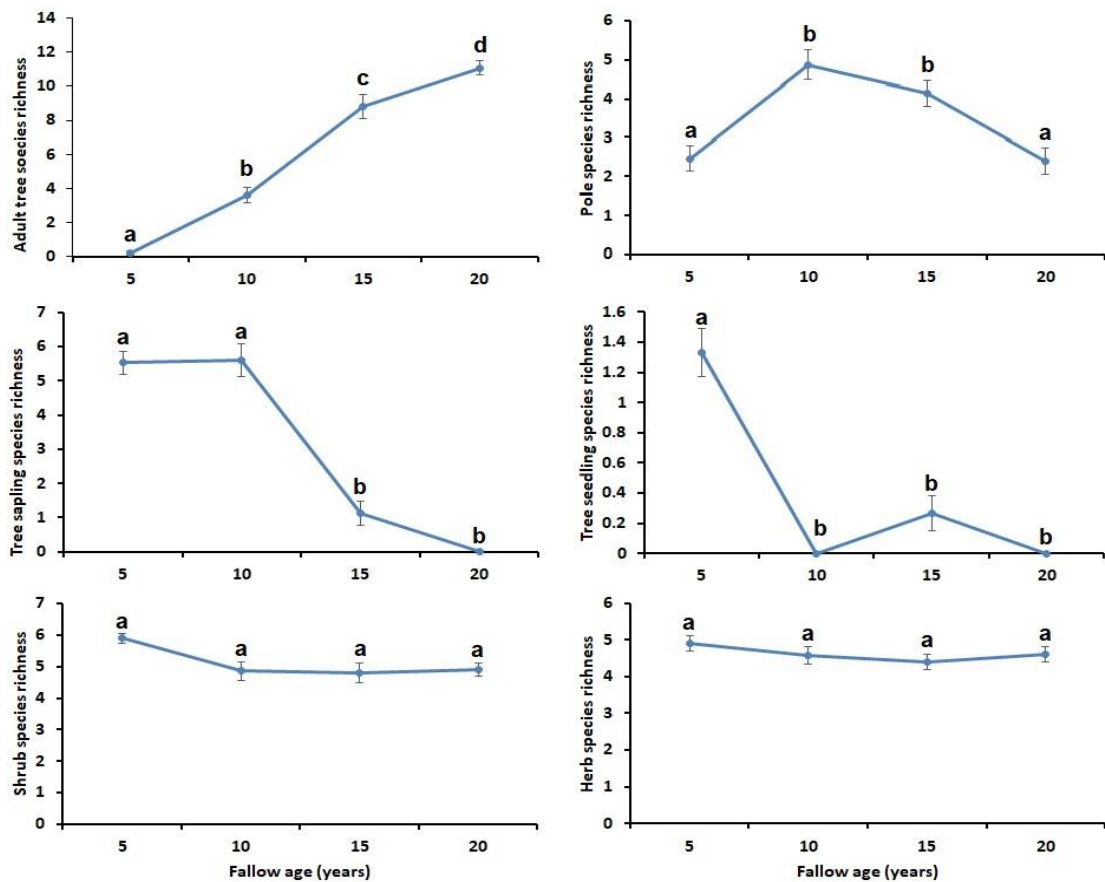 Adult tree soecies richness
14
12
10
8
6
4
2
0
a
b
c
d
5 10 15 20
Pole species richness
6
5
4
3
2
1
0
a
b
b
a
5 10 15 20
Tree sapling species richness
7
6
5
4
3
2
1
0
a
a
b
b
5 10 15 20
Tree seedling species richness
1.6
1.4
1.2
1
0.8
0.6
0.4
0.2
0
a
b
b
b
5 10 15 20
Shrub species richness
7
6
5
4
3
2
1
0
a
a
a
a
5 10 15 20
Fallow age (years)
Herb species richness
6
5
4
3
2
1
0
a
a
a
a
5 10 15 20
Fallow age (years)